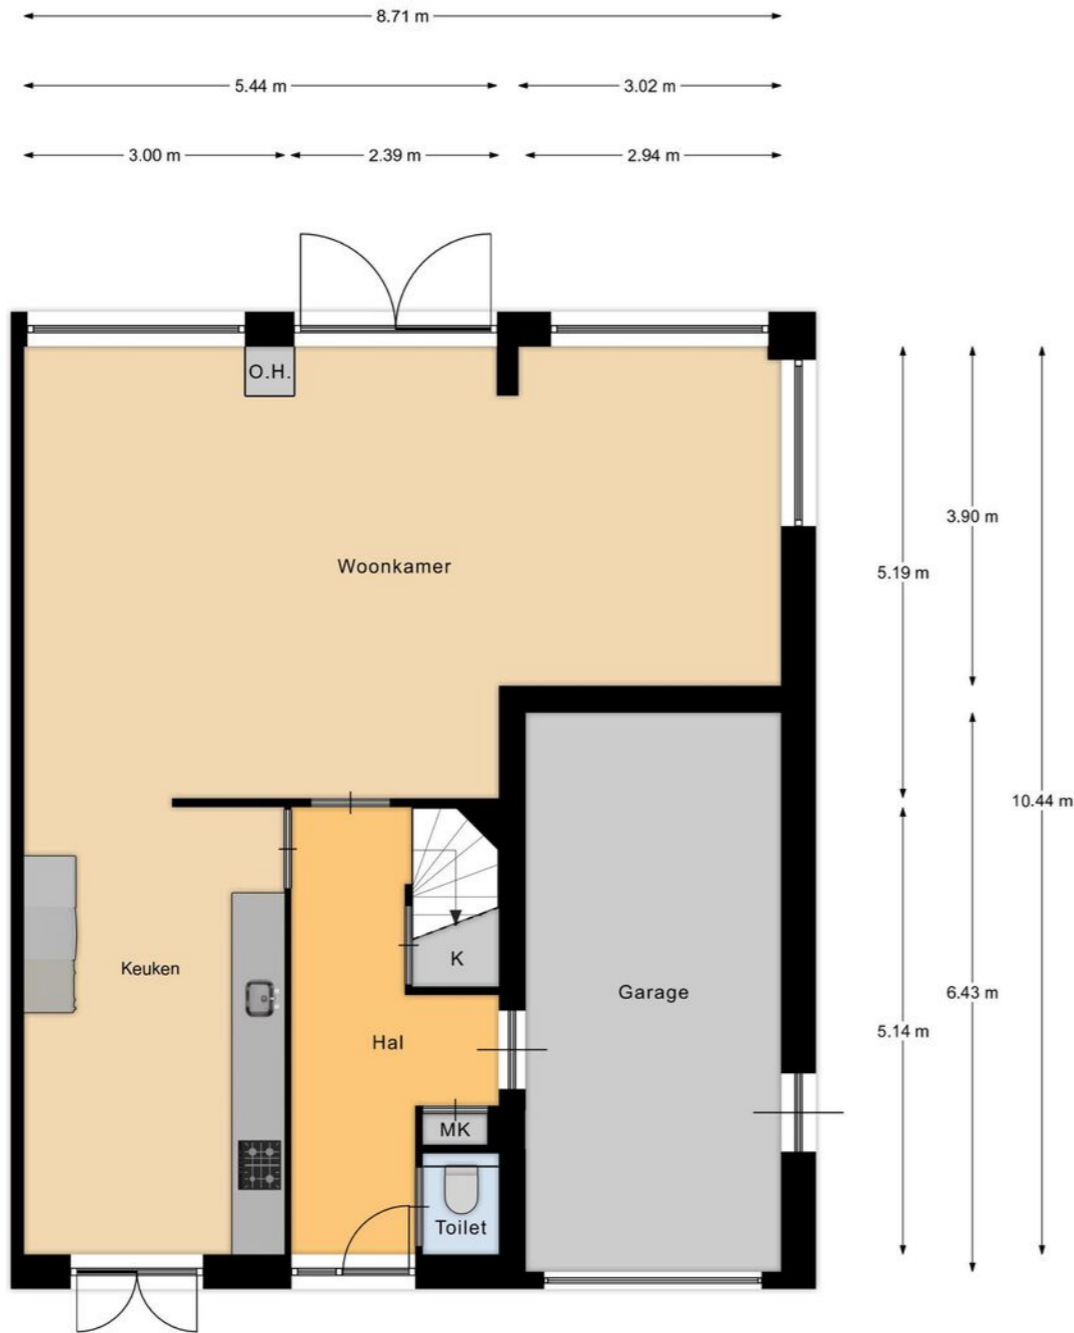 8.71 m
5.44 m
3.02 m
3.00 m
2.39 m
2.94 m
O.H.
3.90 m
Woonkamer
5.19 m
10.44 m
K
Keuken
Garage
6.43 m
5.14 m
Hal
MK
Toilet